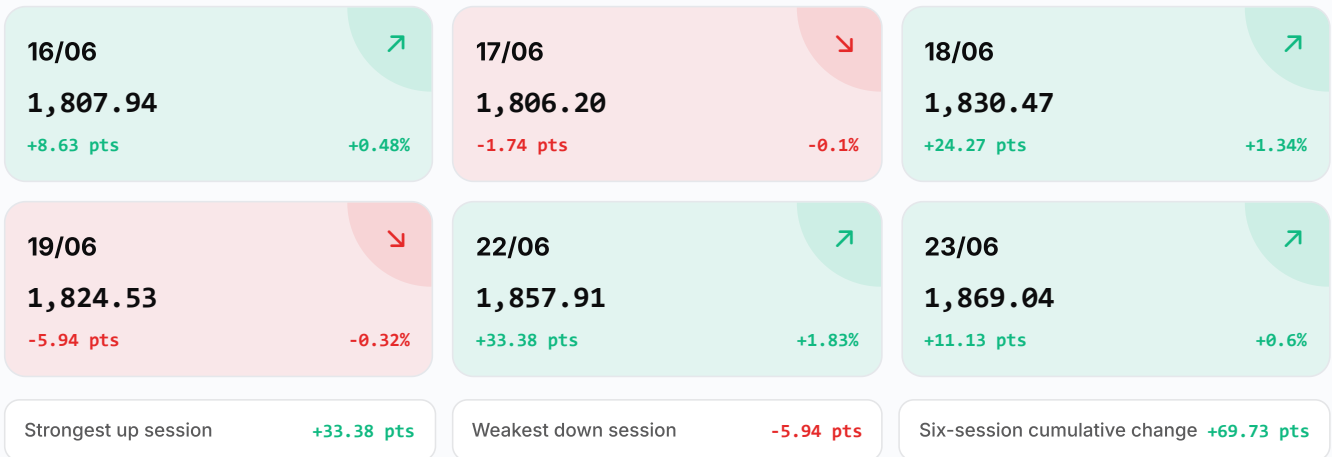 16/06
1,807.94
+8.63 pts +0.48%
17/06
1,806.20
-1.74 pts -0.1%
18/06
1,830.47
+24.27 pts +1.34%
19/06
1,824.53
-5.94 pts -0.32%
22/06
1,857.91
+33.38 pts +1.83%
23/06
1,869.04
+11.13 pts +0.6%
Strongest up session +33.38 pts
Weakest down session -5.94 pts
Six-session cumulative change +69.73 pts